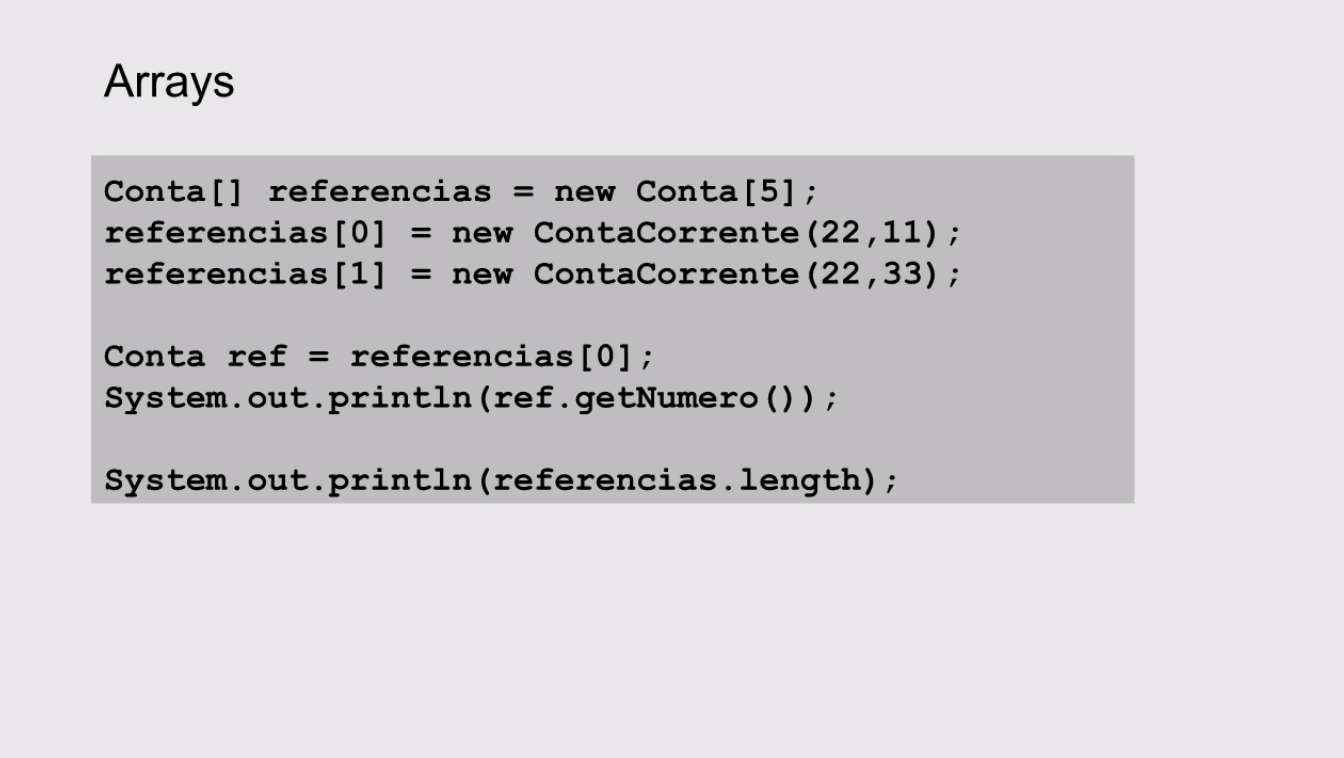 Arrays
Conta[] referencias = new Conta[5];
referencias[0] = new ContaCorrente(22,11);
referencias[1] = new ContaCorrente(22,33);
Conta ref = referencias[0];
System.out.println(ref.getNumero());
System.out.println(referencias.length);